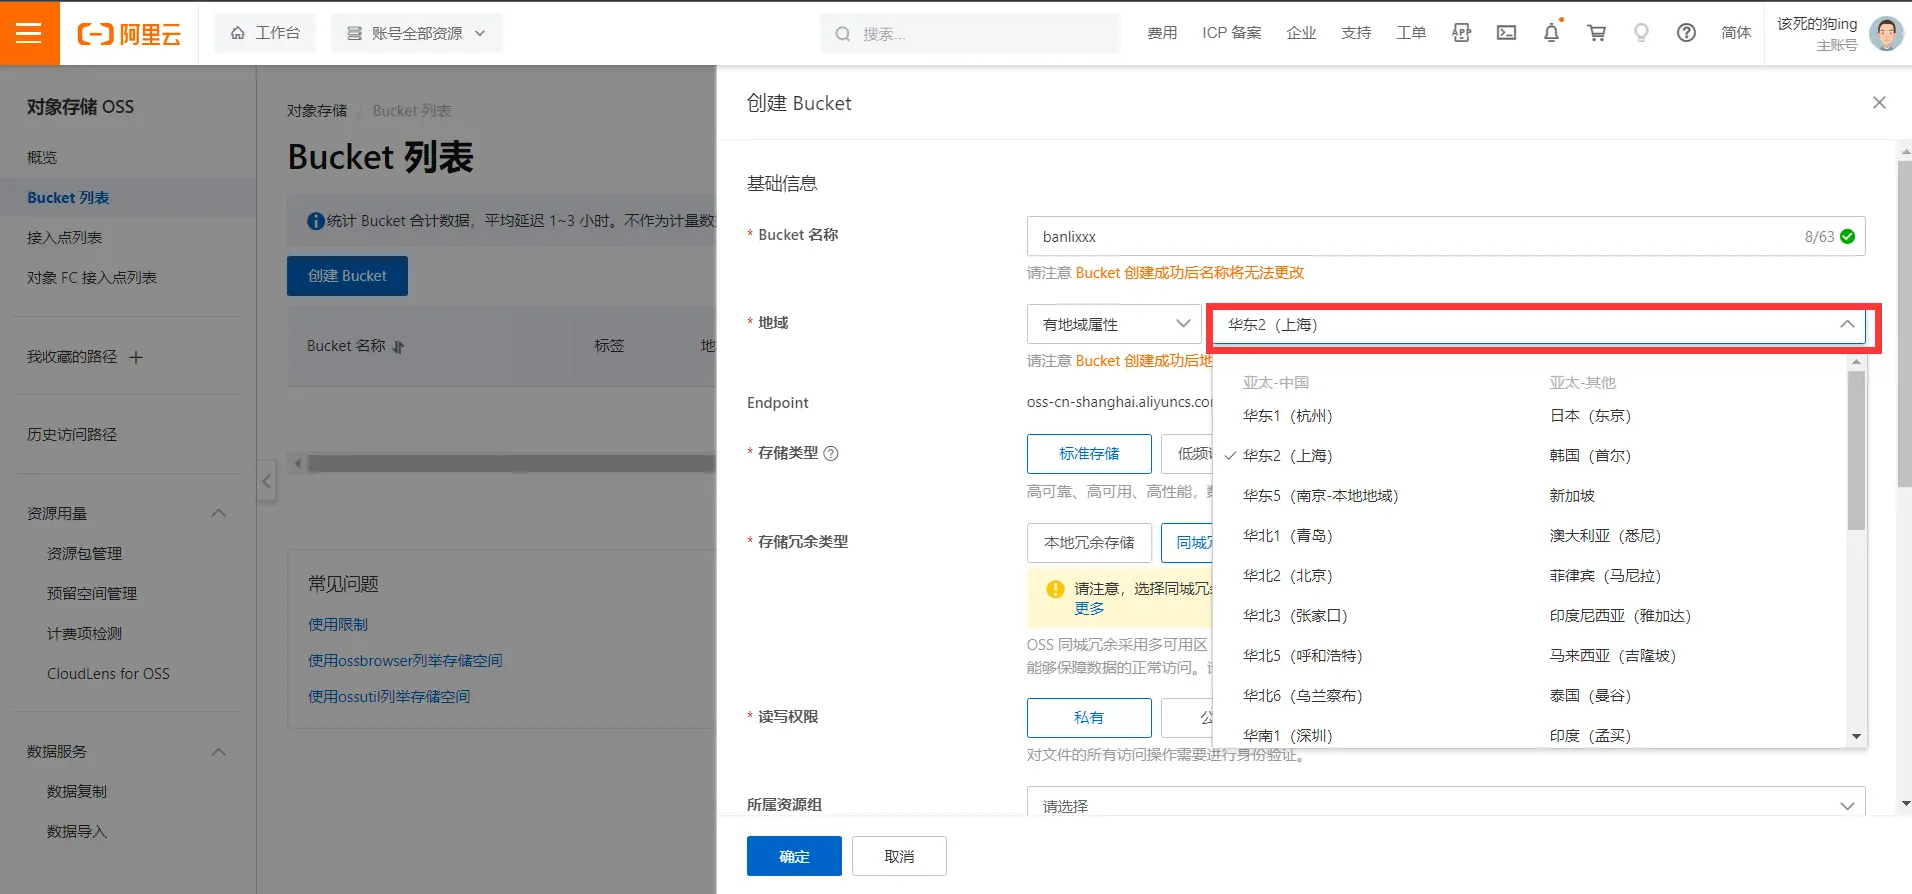 阿里云
工作台
账号全部资源
搜索...
费用
ICP 备案
企业
支持
工单
APP
简体
该死的狗ing
主账号
对象存储 OSS
概览
Bucket 列表
接入点列表
对象 FC 接入点列表
我收藏的路径
历史访问路径
资源用量
资源包管理
预留空间管理
计费项检测
CloudLens for OSS
数据服务
数据复制
数据导入
对象存储 / Bucket 列表
Bucket 列表
统计 Bucket 合计数据，平均延迟 1~3 小时。不作为计量数
创建 Bucket
Bucket 名称
标签
地
常见问题
使用限制
使用ossbrowser列举存储空间
使用ossutil列举存储空间
创建 Bucket
基础信息
* Bucket 名称
banlixxx
8/63
请注意 Bucket 创建成功后名称将无法更改
* 地域
有地域属性
华东2（上海）
请注意 Bucket 创建成功后地
Endpoint
oss-cn-shanghai.aliyuncs.co
* 存储类型
标准存储
低频
高可靠、高可用、高性能，
* 存储冗余类型
本地冗余存储
同城
请注意，选择同城冗
更多
OSS 同城冗余采用多可用区
能够保障数据的正常访问。
* 读写权限
私有
公
对文件的所有访问操作需要进行身份验证。
所属资源组
请选择
确定
取消
亚太-中国
华东1（杭州）
华东2（上海）
华东5（南京-本地地域）
华北1（青岛）
华北2（北京）
华北3（张家口）
华北5（呼和浩特）
华北6（乌兰察布）
华南1（深圳）
亚太-其他
日本（东京）
韩国（首尔）
新加坡
澳大利亚（悉尼）
菲律宾（马尼拉）
印度尼西亚（雅加达）
马来西亚（吉隆坡）
泰国（曼谷）
印度（孟买）